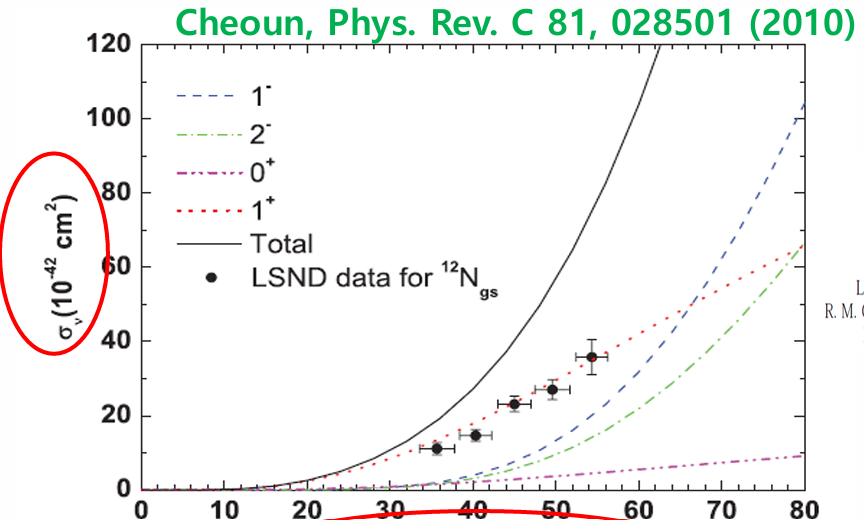 Cheoun, Phys. Rev. C 81, 028501 (2010)
120
100
80
60
40
20
0
σν(10⁻⁴² cm²)
1⁻
2⁻
0⁺
1⁺
Total
LSND data for ¹²Ngs
0 10 20 30 40 50 60 70 80
L
R. M.